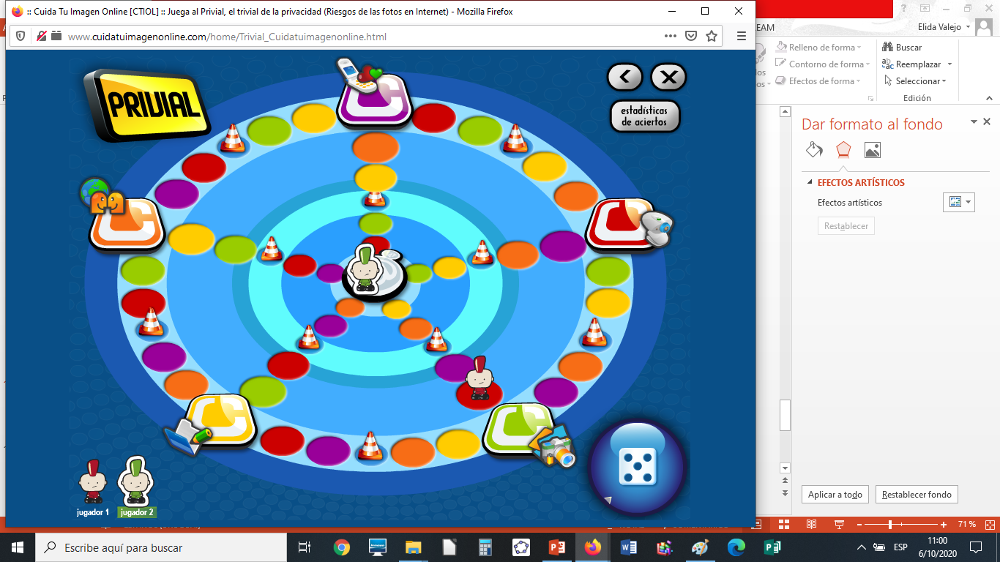 :: Cuida Tu Imagen Online [CTIOL] :: Juega al Privial, el trivial de la privacidad (Riesgos de las fotos en Internet) - Mozilla Firefox
www.cuidatuimagenonline.com/home/Trivial_Cuidatuimagenonline.html
PRIVIAL
estadísticas
de aciertos
jugador 1
jugador 2
EAM
Elida Valejo
Relleno de forma
Contorno de forma
Efectos de forma
Buscar
Reemplazar
Seleccionar
Edición
Dar formato al fondo
EFECTOS ARTÍSTICOS
Efectos artísticos
Restablecer
Aplicar a todo
Restablecer fondo
71 %
Escribe aquí para buscar
ESP
11:00
6/10/2020